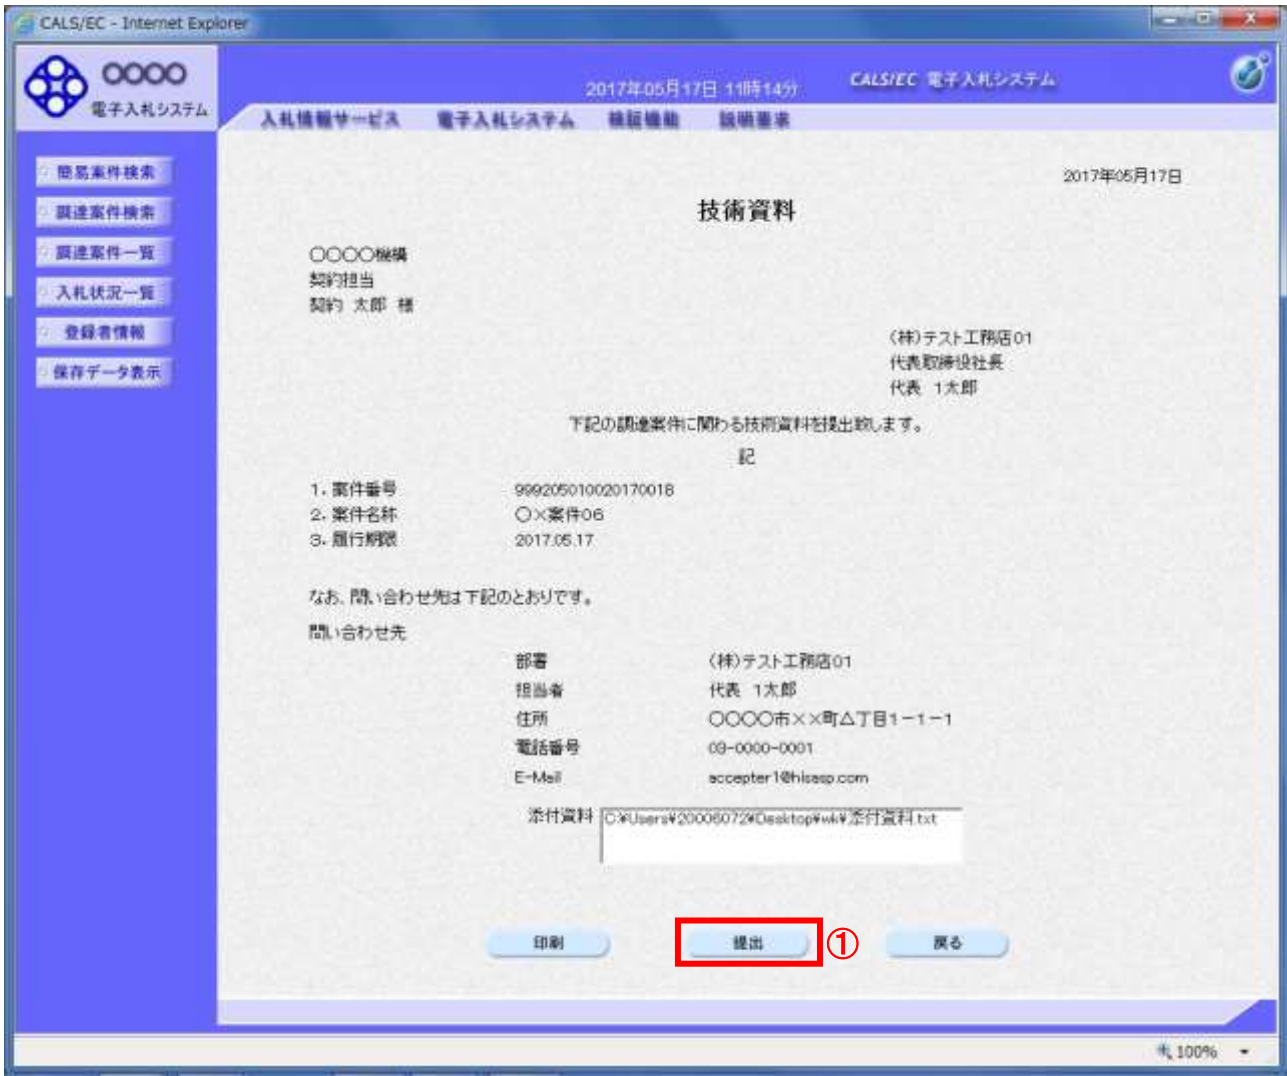 CALS/EC - Internet Explorer
〇〇〇〇
電子入札システム
2017年05月17日 11時14分
CALS/EC 電子入札システム
入札情報サービス 電子入札システム 検証機能 説明要求
簡易案件検索
調達案件検索
調達案件一覧
入札状況一覧
登録者情報
保存データ表示
2017年05月17日
技術資料
〇〇〇〇機構
契約担当
契約 太郎 様
(株)テスト工務店01
代表取締役社長
代表 1太郎
下記の調達案件に関わる技術資料を提出致します。
記
1. 案件番号 999205010020170018
2. 案件名称 〇×案件06
3. 履行期限 2017.05.17
なお、問い合わせ先は下記のとおりです。
問い合わせ先
部署 (株)テスト工務店01
担当者 代表 1太郎
住所 〇〇〇〇市××町△丁目1-1-1
電話番号 03-0000-0001
E-Mail accepter1@hisasp.com
添付資料 C:¥Users¥20006072¥Desktop¥wk¥添付資料.txt
印刷 提出 ① 戻る
100%